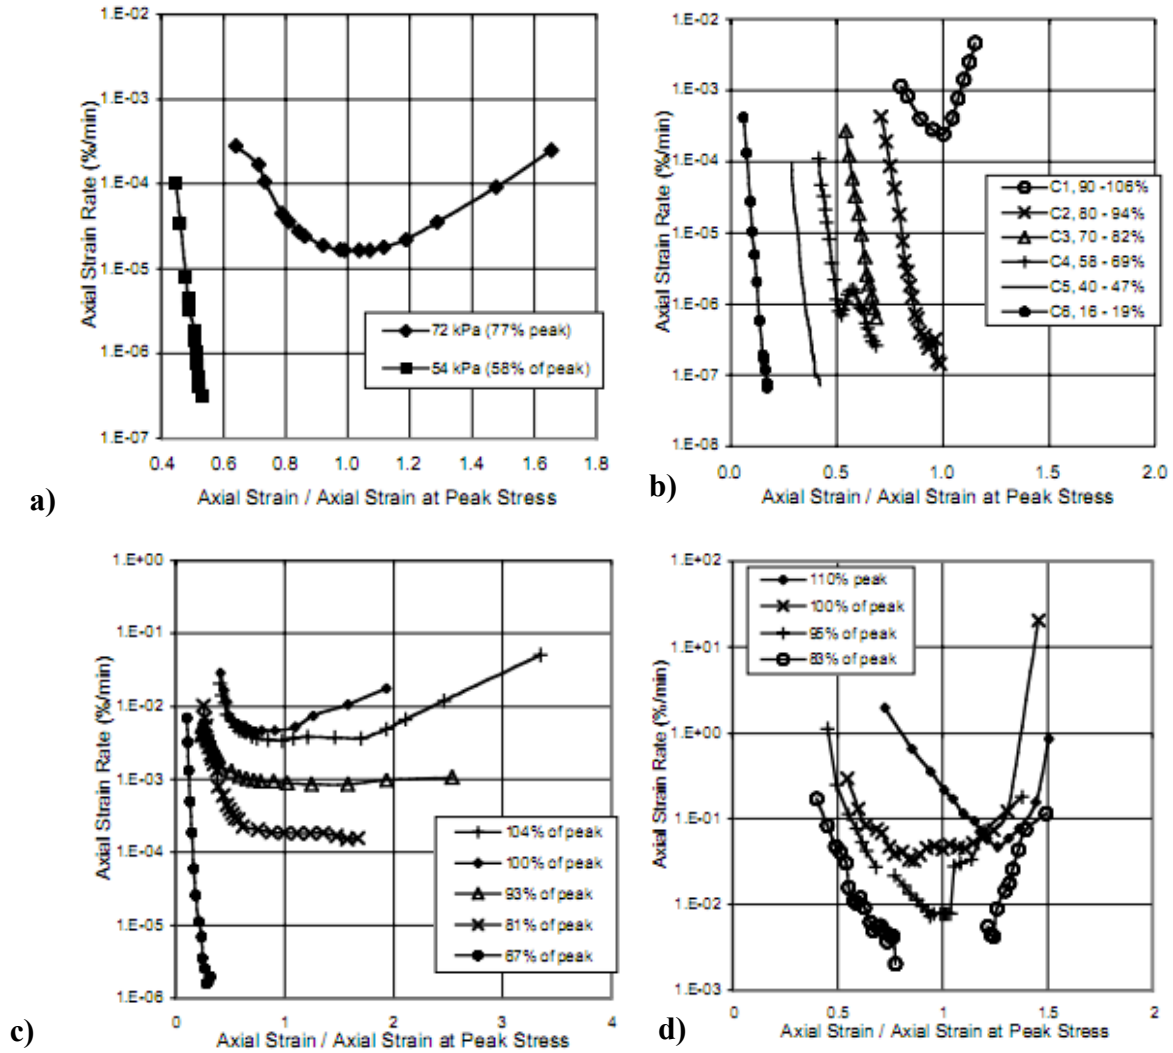 1.E-02
1.E-03
1.E-04
1.E-05
1.E-06
1.E-07
Axial Strain Rate (%/min)
72 kPa (77% peak)
54 kPa (58% of peak)
0.4 0.6 0.8 1.0 1.2 1.4 1.6 1.8
Axial Strain / Axial Strain at Peak Stress
a)
1.E-02
1.E-03
1.E-04
1.E-05
1.E-06
1.E-07
1.E-08
Axial Strain Rate (%/min)
C1, 90 -106%
C2, 80 - 94%
C3, 70 - 82%
C4, 58 - 69%
C5, 40 - 47%
C6, 16 - 19%
0.0 0.5 1.0 1.5 2.0
Axial Strain / Axial Strain at Peak Stress
b)
1.E+00
1.E-01
1.E-02
1.E-03
1.E-04
1.E-05
1.E-06
Axial Strain Rate (%/min)
104% of peak
100% of peak
93% of peak
81% of peak
67% of peak
0 1 2 3 4
Axial Strain / Axial Strain at Peak Stress
c)
1.E+02
1.E+01
1.E+00
1.E-01
1.E-02
1.E-03
Axial Strain Rate (%/min)
110% peak
100% of peak
95% of peak
83% of peak
0.5 1 1.5 2
Axial Strain / Axial Strain at Peak Stress
d)